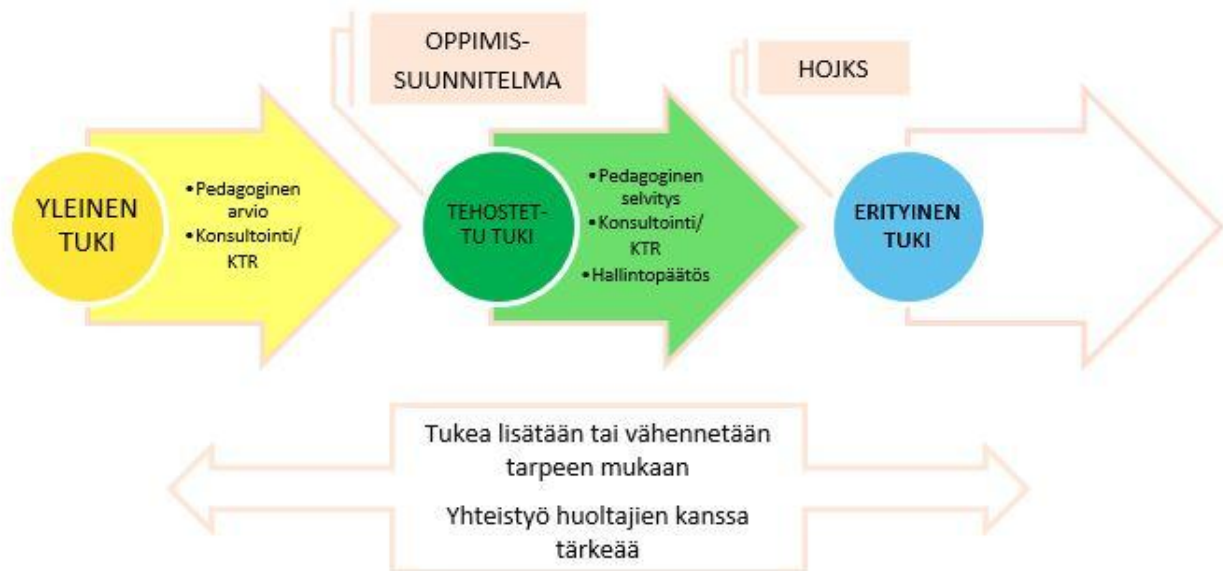 OPPIMIS-
SUUNNITELMA
HOJKS
YLEINEN
TUKI
•Pedagoginen
arvio
•Konsultointi/
KTR
TEHOSTET-
TU TUKI
•Pedagoginen
selvitys
•Konsultointi/
KTR
•Hallintopäätös
ERITYINEN
TUKI
Tukea lisätään tai vähennetään
tarpeen mukaan
Yhteistyö huoltajien kanssa
tärkeää